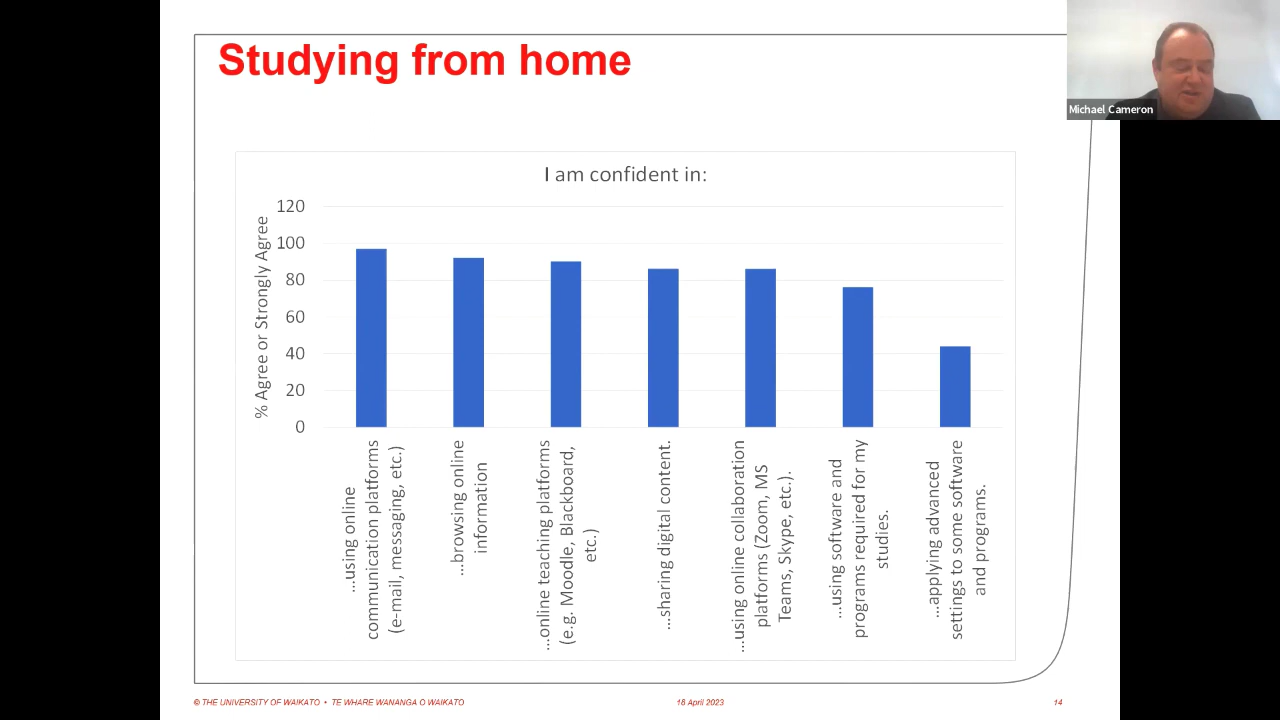 Studying from home
Michael Cameron
I am confident in:
% Agree or Strongly Agree
120
100
80
60
40
20
0
...using online
communication platforms
(e-mail, messaging, etc.)
...browsing online
information
...online teaching platforms
(e.g. Moodle, Blackboard,
etc.)
...sharing digital content.
...using online collaboration
platforms (Zoom, MS
Teams, Skype, etc.).
...using software and
programs required for my
studies.
...applying advanced
settings to some software
and programs.
© THE UNIVERSITY OF WAIKATO • TE WHARE WANANGA O WAIKATO
16 April 2023
14